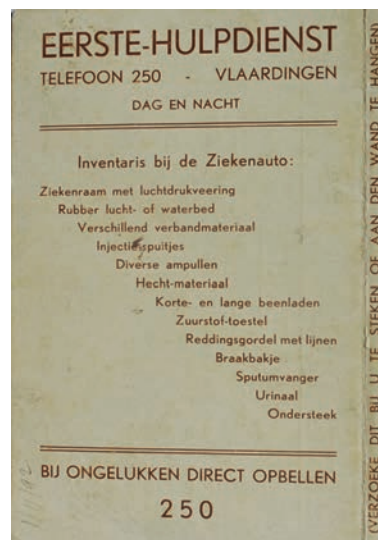 EERSTE-HULPDIENST
TELEFOON 250 - VLAARDINGEN
DAG EN NACHT
Inventaris bij de Ziekenauto:
Ziekenraam met luchtdrukveering
Rubber lucht- of waterbed
Verschillend verbandmateriaal
Injectiespuitjes
Diverse ampullen
Hecht-materiaal
Korte- en lange beenladen
Zuurstof-toestel
Reddingsgordel met lijnen
Braakbakje
Sputumvanger
Urinaal
Ondersteek
BIJ ONGELUKKEN DIRECT OPBELLEN
250
(VERZOEKE DIT BIJ U TE STEKEN OF AAN DEN WAND TE HANGEN)